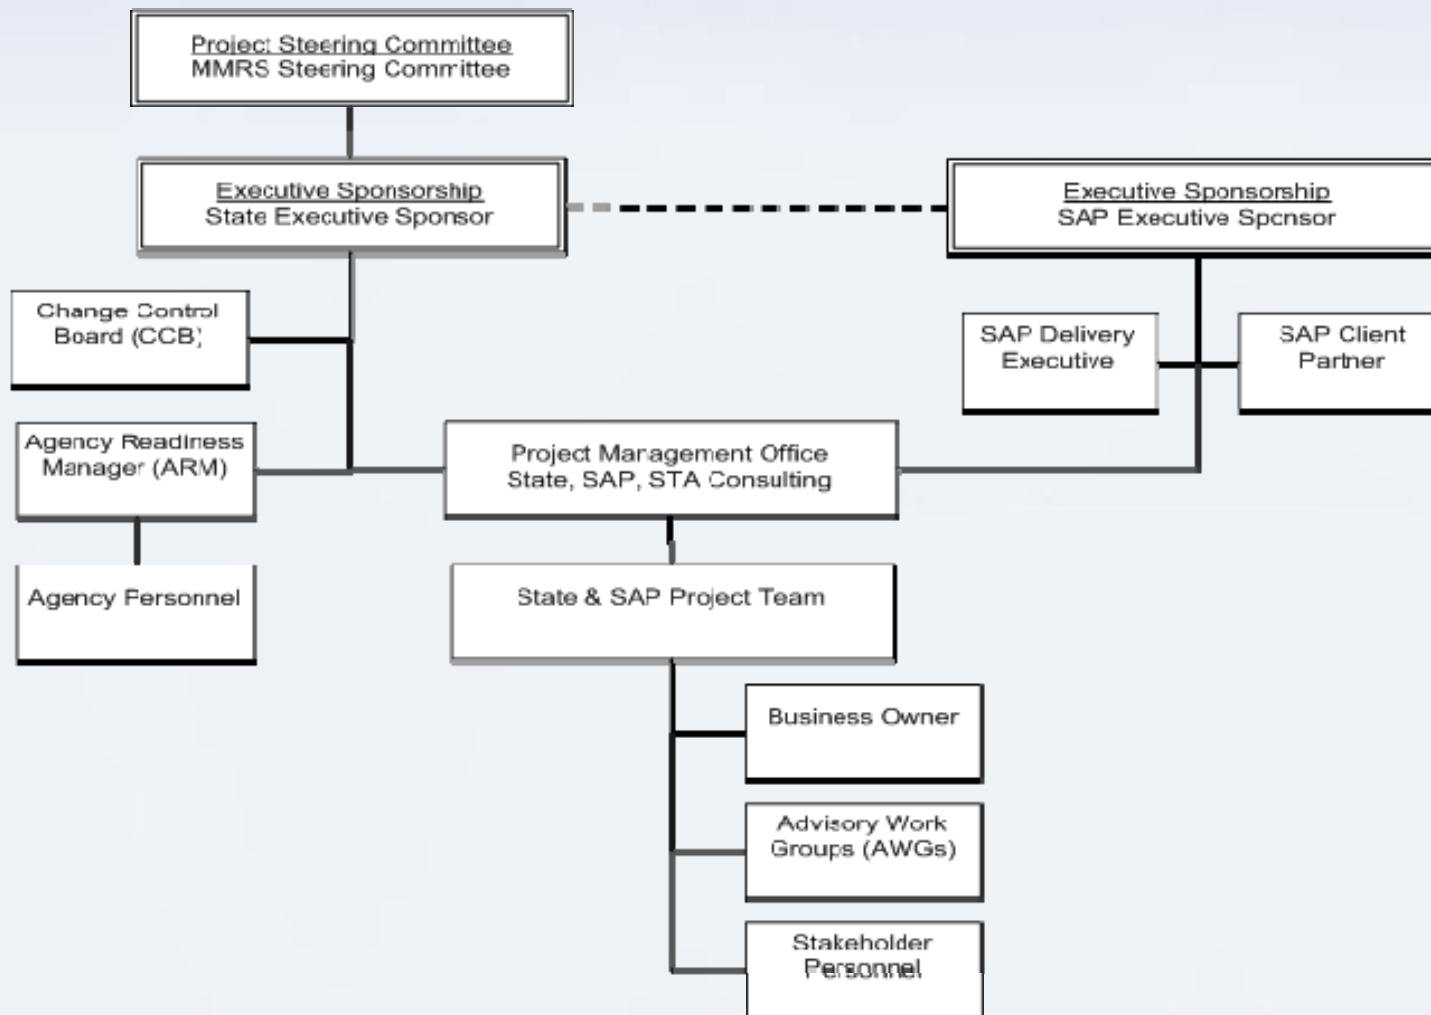 Project Steering Committee
MMRS Steering Committee
Executive Sponsorship
State Executive Sponsor
Executive Sponsorship
SAP Executive Sponsor
Change Control
Board (CCB)
SAP Delivery
Executive
SAP Client
Partner
Agency Readiness
Manager (ARM)
Project Management Office
State, SAP, STA Consulting
Agency Personnel
State & SAP Project Team
Business Owner
Advisory Work
Groups (AWGs)
Stakeholder
Personnel